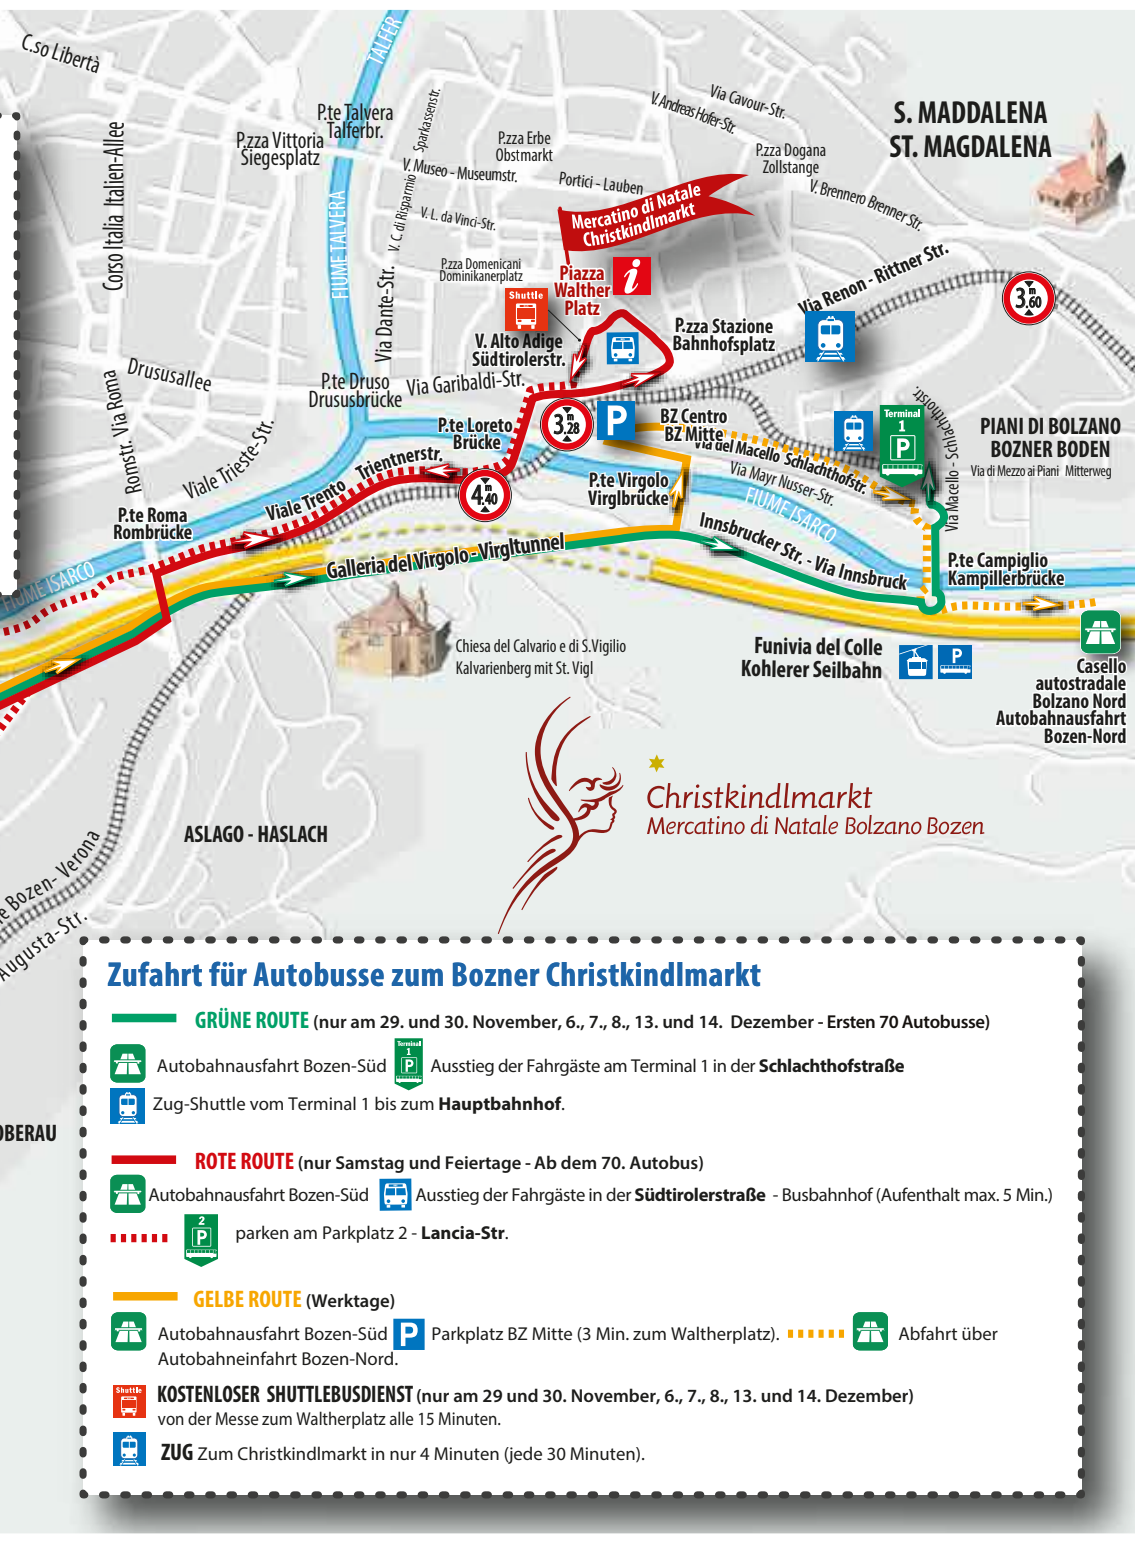 C.so Libertà
TALFER
P.te Talvera
Talferbr.
P.zza Vittoria
Siegesplatz
Corso Italia Italien-Allee
FIUME TALVERA
Sparkassenstr.
V. C. di Risparmio
V. Museo - Museumstr.
P.zza Erbe
Obstmarkt
V. Andreas Hofer-Str.
Via Cavour-Str.
P.zza Dogana
Zollstange
V. Brennero Brenner Str.
S. MADDALENA
ST. MAGDALENA
Portici - Lauben
Mercatino di Natale
Christkindlmarkt
V. L. da Vinci-Str.
P.zza Domenicani
Dominikanerplatz
Piazza
Walther
Platz
i
Shuttle
Via Dante-Str.
V. Alto Adige
Südtirolerstr.
P.zza Stazione
Bahnhofsplatz
Via Renon - Rittner Str.
3.60
m
Drususallee
P.te Druso
Drususbrücke
Via Garibaldi-Str.
Romstr. Via Roma
Viale Trieste-Str.
P.te Loreto
Brücke
3.28
m
P
BZ Centro
BZ Mitte
Via del Macello Schlachthofstr.
Terminal
1
P
Via Macello - Schlachthofstr.
PIANI DI BOLZANO
BOZNER BODEN
Via di Mezzo ai Piani Mitterweg
Viale Trento
Trientnerstr.
4.40
m
P.te Virgolo
Virglbrücke
Via Mayr Nusser-Str.
FIUME ISARCO
P.te Roma
Rombrücke
Galleria del Virgolo - Virgltunnel
Innsbrucker Str. - Via Innsbruck
P.te Campiglio
Kampillerbrücke
FIUME ISARCO
Chiesa del Calvario e di S.Vigilio
Kalvarienberg mit St. Vigl
Funivia del Colle
Kohlerer Seilbahn
P
Casello
autostradale
Bolzano Nord
Autobahnausfahrt
Bozen-Nord
Christkindlmarkt
Mercatino di Natale Bolzano Bozen
ASLAGO - HASLACH
e Bozen- Verona
Augusta-Str.
OBERAU
Zufahrt für Autobusse zum Bozner Christkindlmarkt
GRÜNE ROUTE (nur am 29. und 30. November, 6., 7., 8., 13. und 14. Dezember - Ersten 70 Autobusse)
Autobahnausfahrt Bozen-Süd Terminal 1 P Ausstieg der Fahrgäste am Terminal 1 in der Schlachthofstraße
Zug-Shuttle vom Terminal 1 bis zum Hauptbahnhof.
ROTE ROUTE (nur Samstag und Feiertage - Ab dem 70. Autobus)
Autobahnausfahrt Bozen-Süd Ausstieg der Fahrgäste in der Südtirolerstraße - Busbahnhof (Aufenthalt max. 5 Min.)
2 P parken am Parkplatz 2 - Lancia-Str.
GELBE ROUTE (Werktage)
Autobahnausfahrt Bozen-Süd P Parkplatz BZ Mitte (3 Min. zum Waltherplatz). Abfahrt über
Autobahneinfahrt Bozen-Nord.
Shuttle KOSTENLOSER SHUTTLEBUSDIENST (nur am 29 und 30. November, 6., 7., 8., 13. und 14. Dezember)
von der Messe zum Waltherplatz alle 15 Minuten.
ZUG Zum Christkindlmarkt in nur 4 Minuten (jede 30 Minuten).